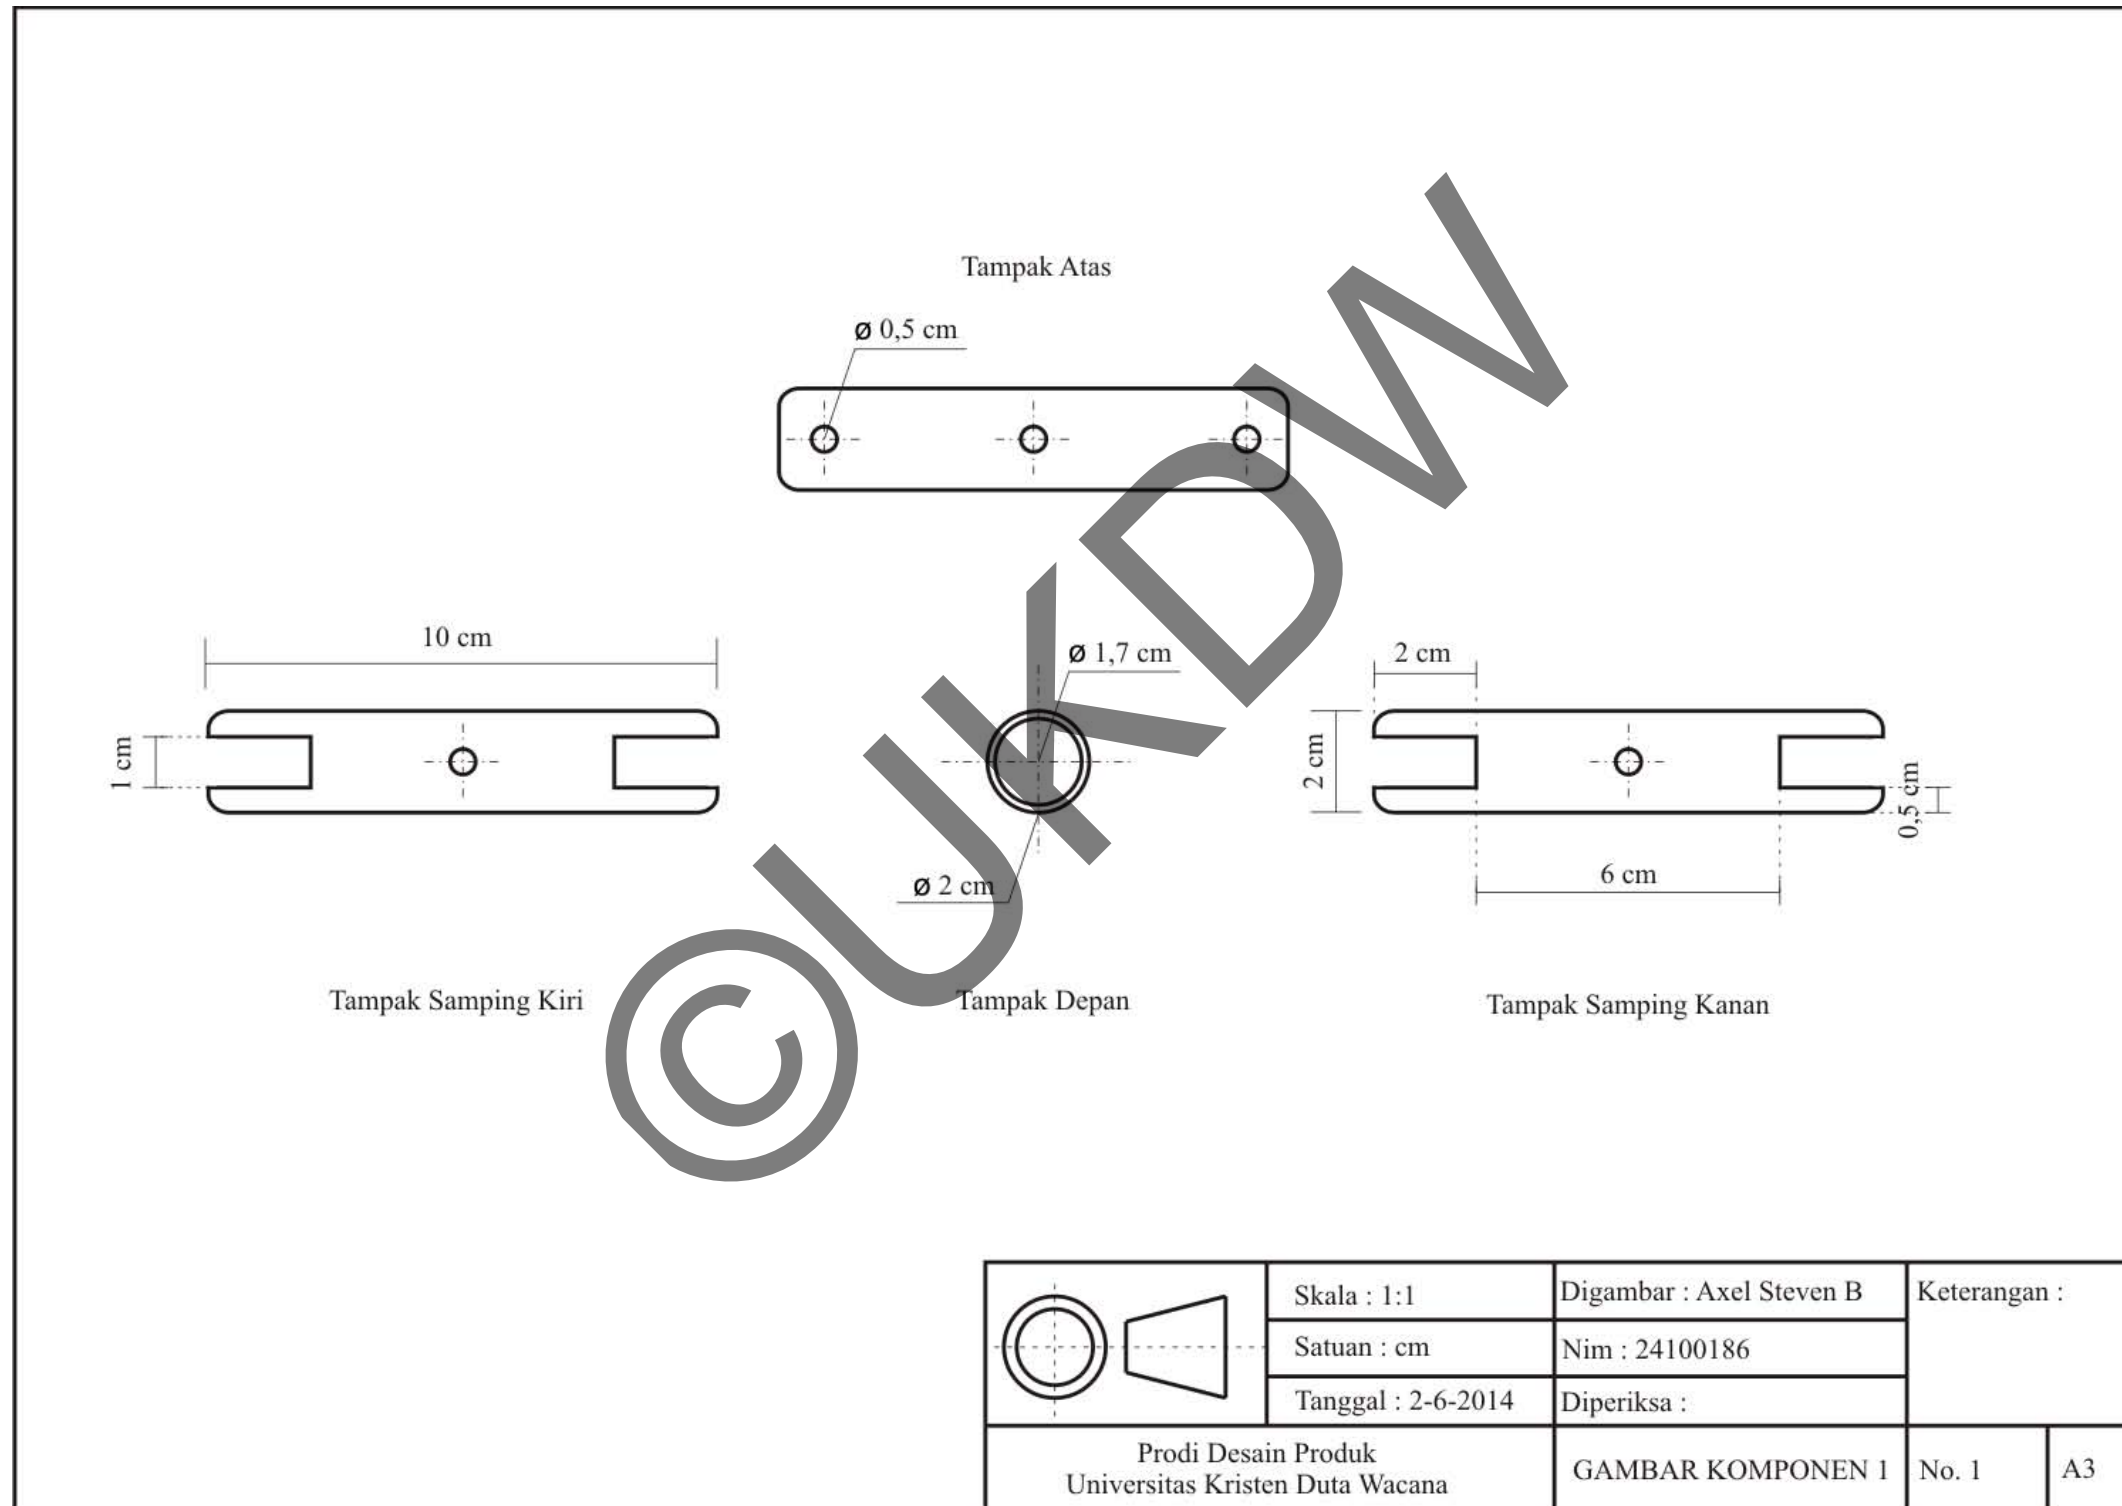 Tampak Atas
ø 0,5 cm
10 cm
1 cm
ø 1,7 cm
ø 2 cm
2 cm
2 cm
0,5 cm
6 cm
Tampak Samping Kiri
Tampak Depan
Tampak Samping Kanan
©UKDW
Skala : 1:1
Digambar : Axel Steven B
Keterangan :
Satuan : cm
Nim : 24100186
Tanggal : 2-6-2014
Diperiksa :
Prodi Desain Produk
Universitas Kristen Duta Wacana
GAMBAR KOMPONEN 1
No. 1
A3